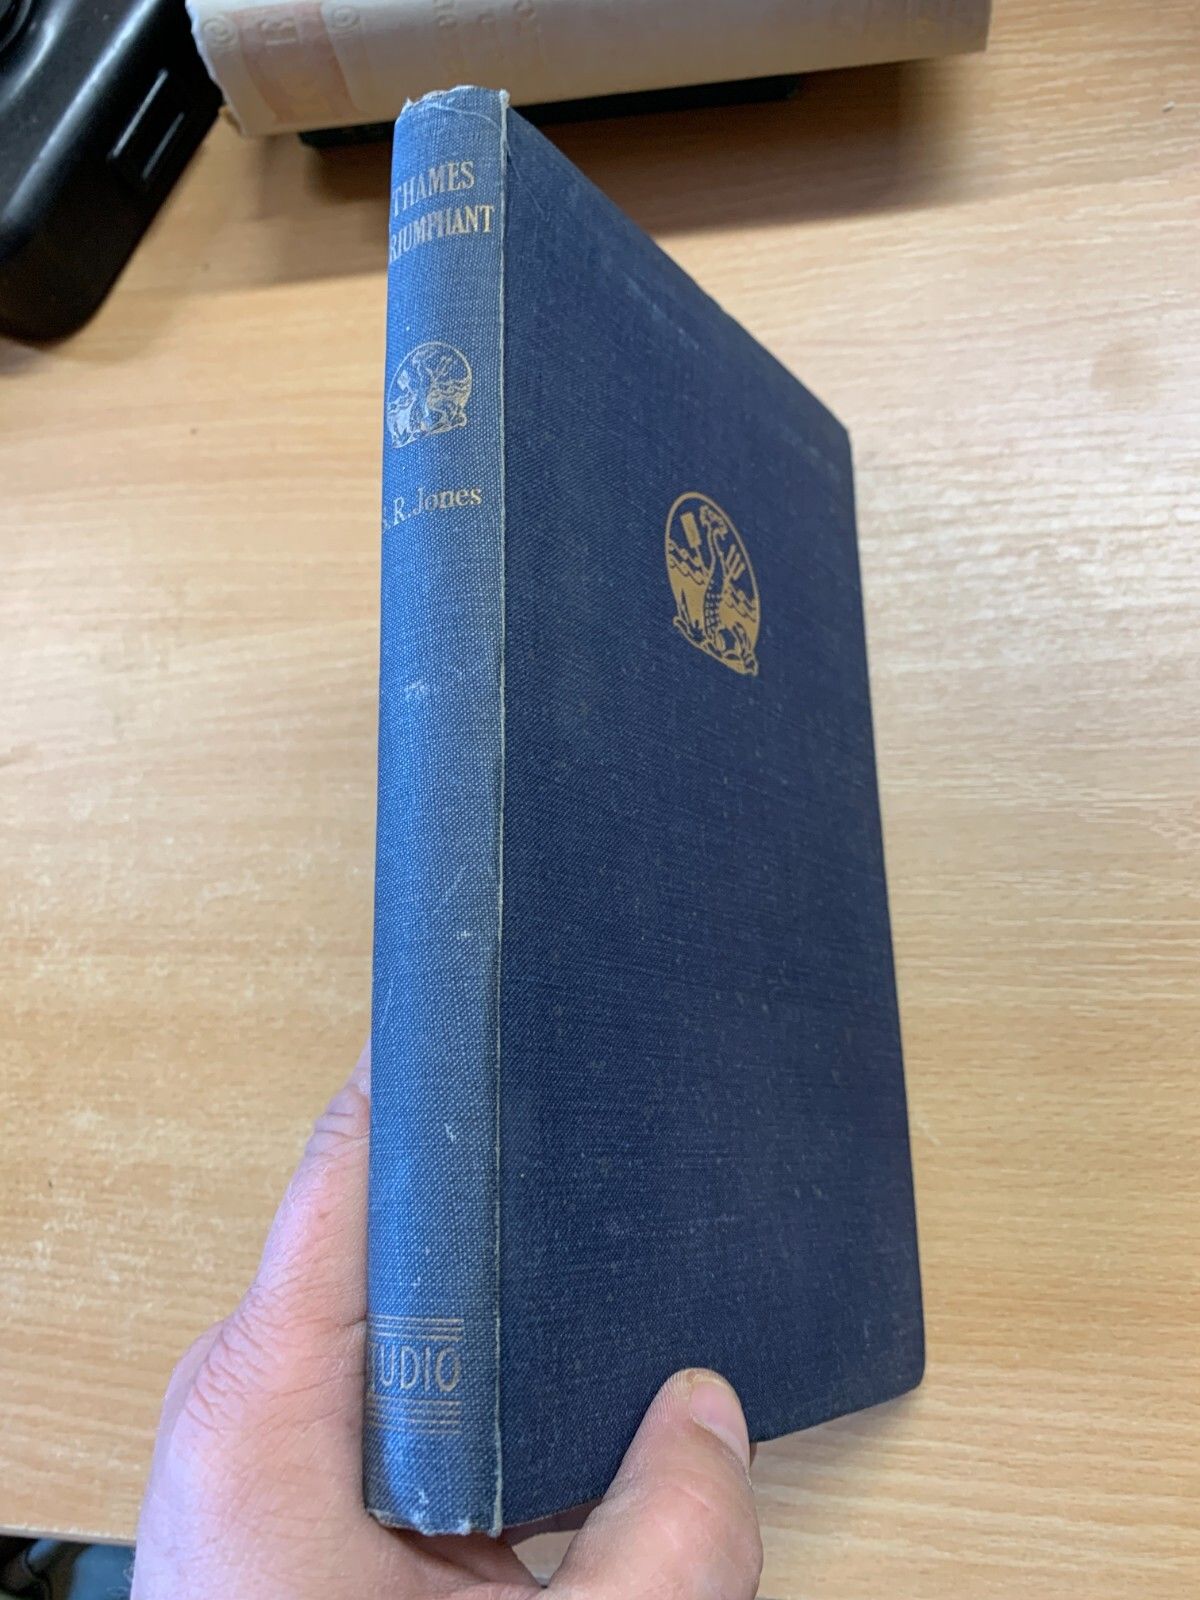 THAMES
RIUMPHANT
. R. Jones
UDIO